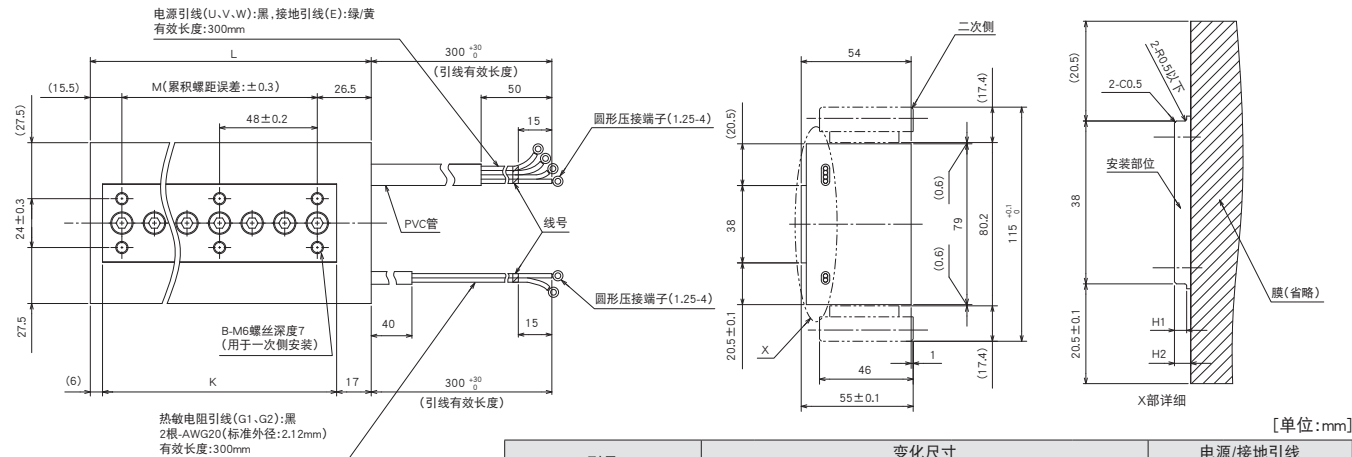 电源引线(U、V、W):黑,接地引线(E):绿/黄
有效长度:300mm
L
300 +30 0
(引线有效长度)
(15.5)
M(累积螺距误差:±0.3)
26.5
50
48±0.2
15
圆形压接端子(1.25-4)
(27.5)
24±0.3
27.5
PVC管
线号
圆形压接端子(1.25-4)
B-M6螺丝深度7
(用于一次侧安装)
40
15
(6)
K
17
300 +30 0
(引线有效长度)
热敏电阻引线(G1、G2):黑
2根-AWG20(标准外径:2.12mm)
有效长度:300mm
二次侧
54
(17.4)
(20.5)
38
20.5±0.1
(0.6)
(0.6)
79
80.2
115 +0.1 0
(17.4)
X
1
46
55±0.1
(20.5)
2-R0.5以下
2-C0.5
安装部位
38
膜(省略)
20.5±0.1
H1
H2
X部详细
[单位:mm]
变化尺寸
电源/接地引线